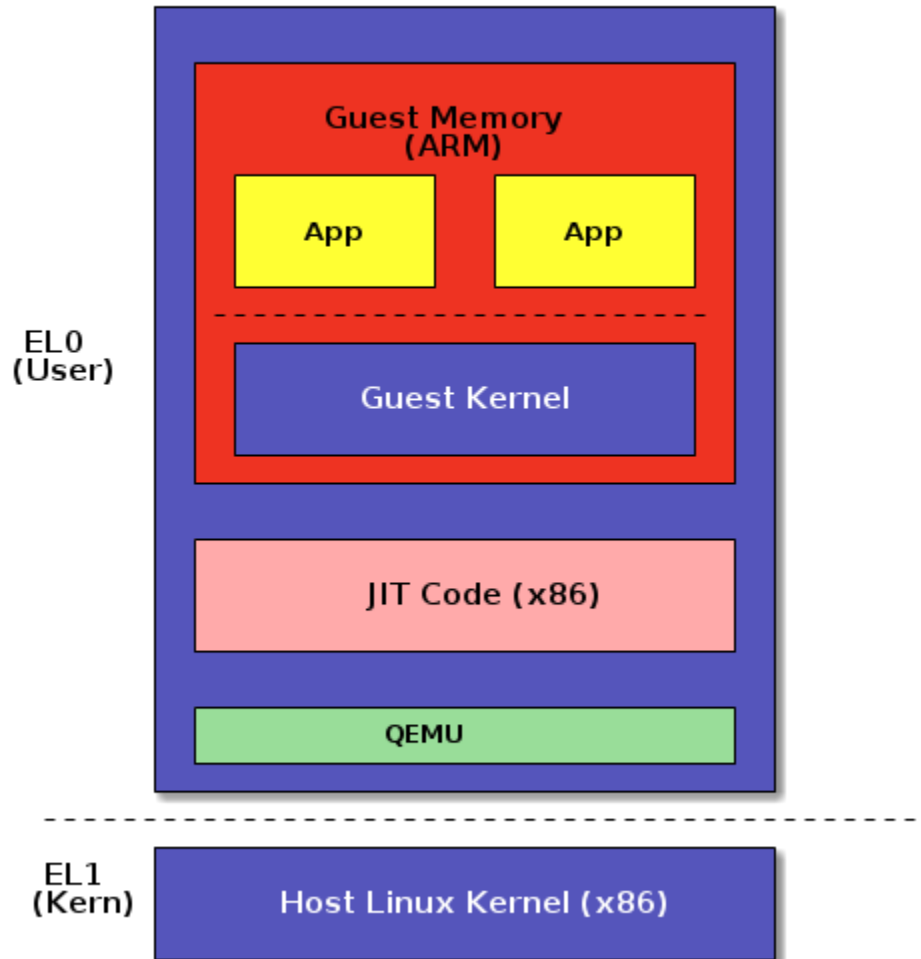 Guest Memory
(ARM)
App
App
EL0
(User)
Guest Kernel
JIT Code (x86)
QEMU
EL1
(Kern)
Host Linux Kernel (x86)